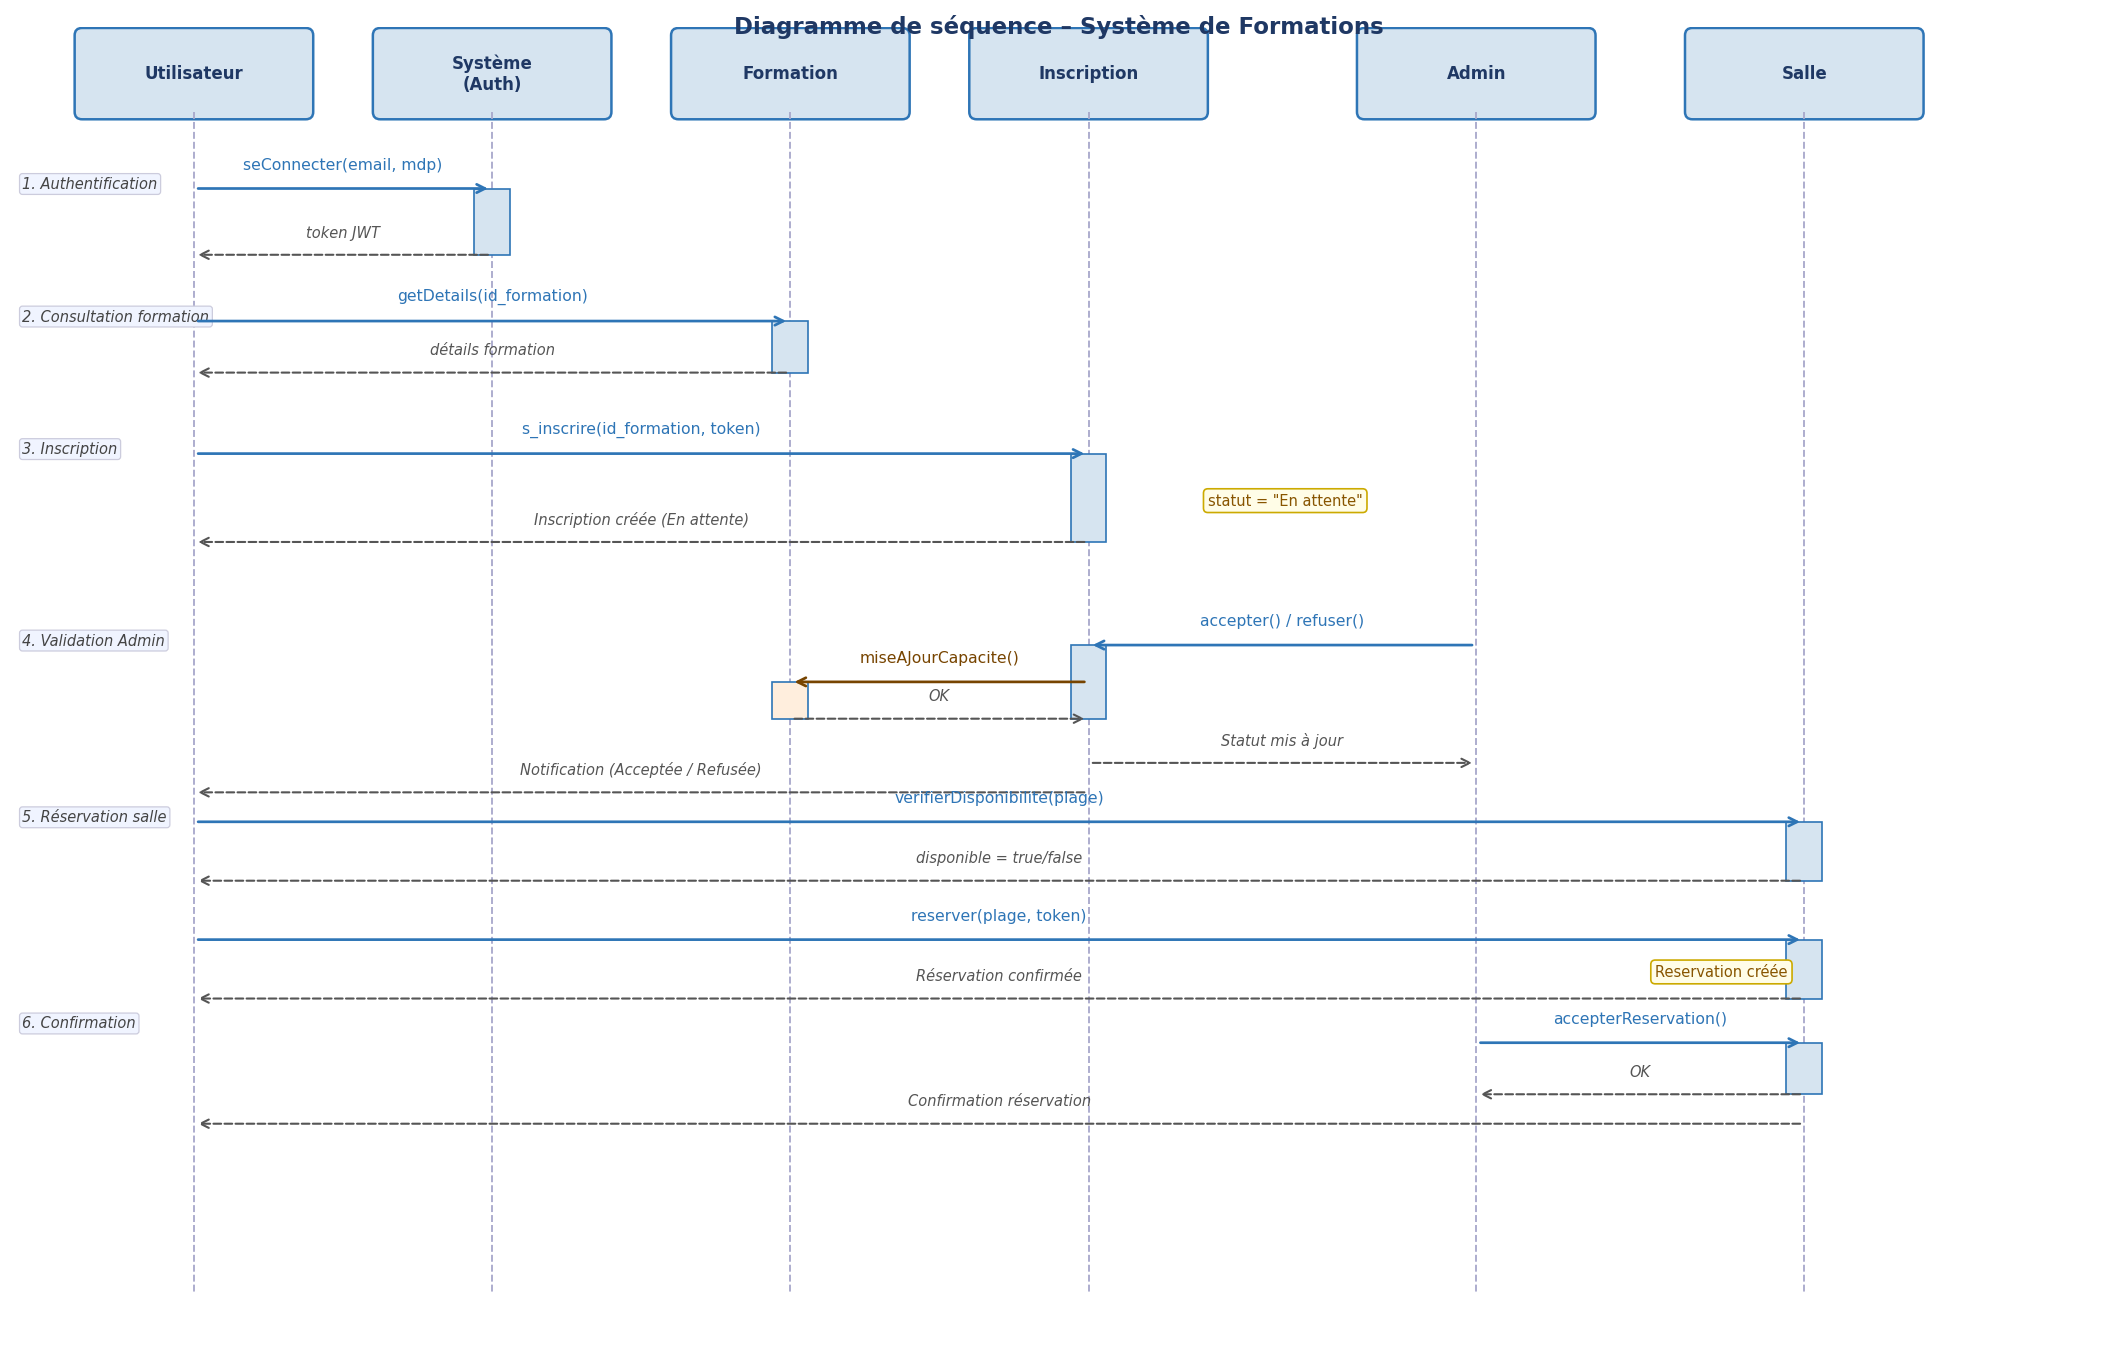 Diagramme de séquence – Système de Formations
Utilisateur
Système
(Auth)
Formation
Inscription
Admin
Salle
seConnecter(email, mdp)
1. Authentification
token JWT
getDetails(id_formation)
2. Consultation formation
détails formation
s_inscrire(id_formation, token)
3. Inscription
statut = "En attente"
Inscription créée (En attente)
accepter() / refuser()
4. Validation Admin
miseAJourCapacite()
OK
Statut mis à jour
Notification (Acceptée / Refusée)
verifierDisponibilite(plage)
5. Réservation salle
disponible = true/false
reserver(plage, token)
Réservation confirmée
Reservation créée
6. Confirmation
accepterReservation()
OK
Confirmation réservation